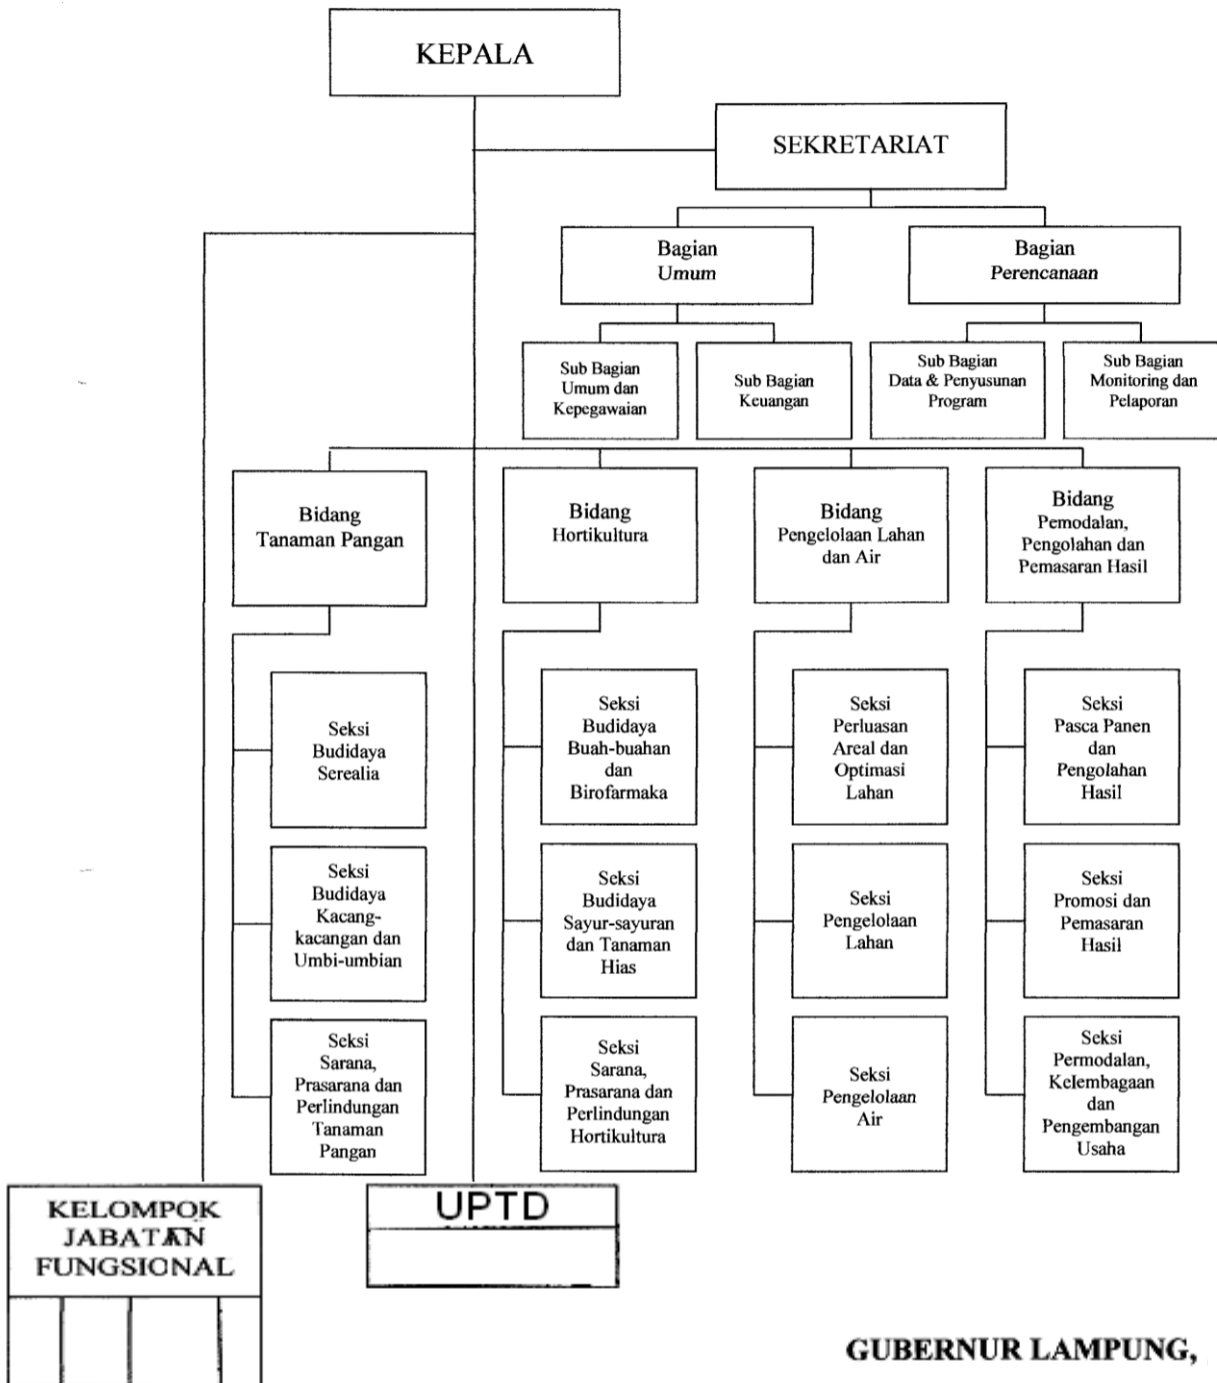 KEPALA
SEKRETARIAT
Bagian
Umum
Bagian
Perencanaan
Sub Bagian
Umum dan
Kepegawaian
Sub Bagian
Keuangan
Sub Bagian
Data & Penyusunan
Program
Sub Bagian
Monitoring dan
Pelaporan
Bidang
Tanaman Pangan
Bidang
Hortikultura
Bidang
Pengelolaan Lahan
dan Air
Bidang
Pemodalan,
Pengolahan dan
Pemasaran Hasil
Seksi
Budidaya
Serealia
Seksi
Budidaya
Buah-buahan
dan
Birofarmaka
Seksi
Perluasan
Areal dan
Optimasi
Lahan
Seksi
Pasca Panen
dan
Pengolahan
Hasil
Seksi
Budidaya
Kacang-
kacangan dan
Umbi-umbian
Seksi
Budidaya
Sayur-sayuran
dan Tanaman
Hias
Seksi
Pengelolaan
Lahan
Seksi
Promosi dan
Pemasaran
Hasil
Seksi
Sarana,
Prasarana dan
Perlindungan
Tanaman
Pangan
Seksi
Sarana,
Prasarana dan
Perlindungan
Hortikultura
Seksi
Pengelolaan
Air
Seksi
Permodalan,
Kelembagaan
dan
Pengembangan
Usaha
KELOMPOK
JABATAN
FUNGSIONAL
UPTD
GUBERNUR LAMPUNG,